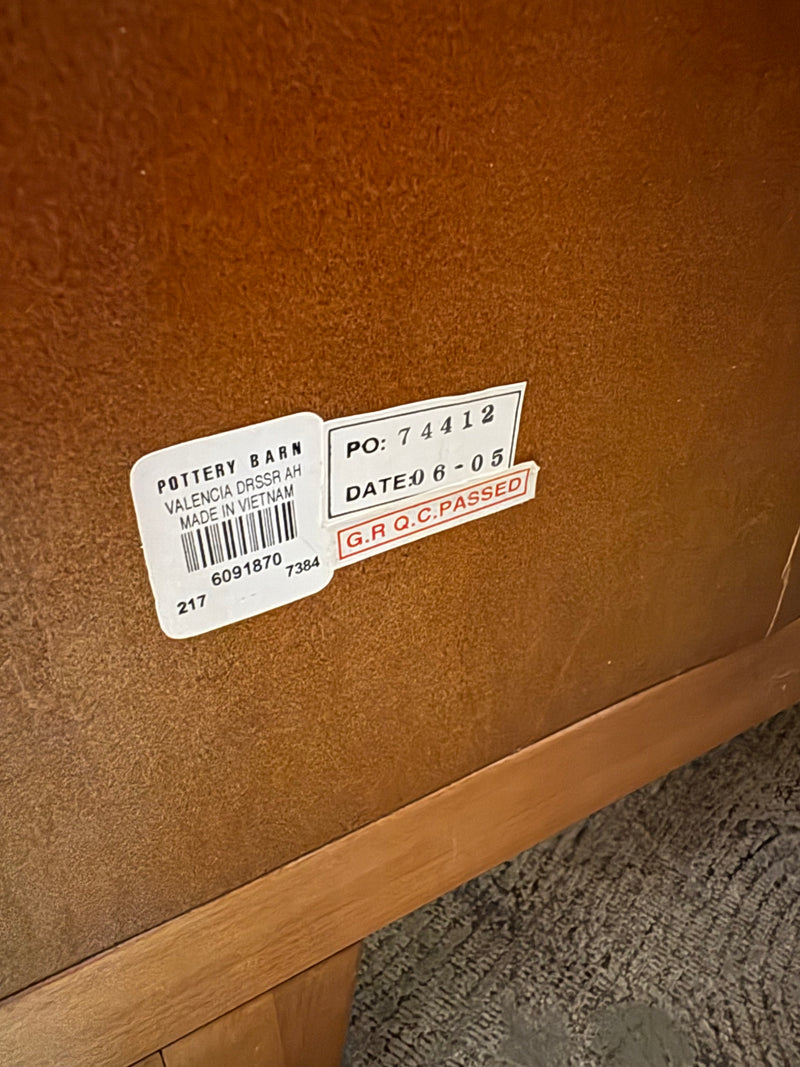 POTTERY BARN
VALENCIA DRSSR AH
MADE IN VIETNAM
6091870
217 7384
PO: 74412
DATE:06-05
G.R Q.C.PASSED